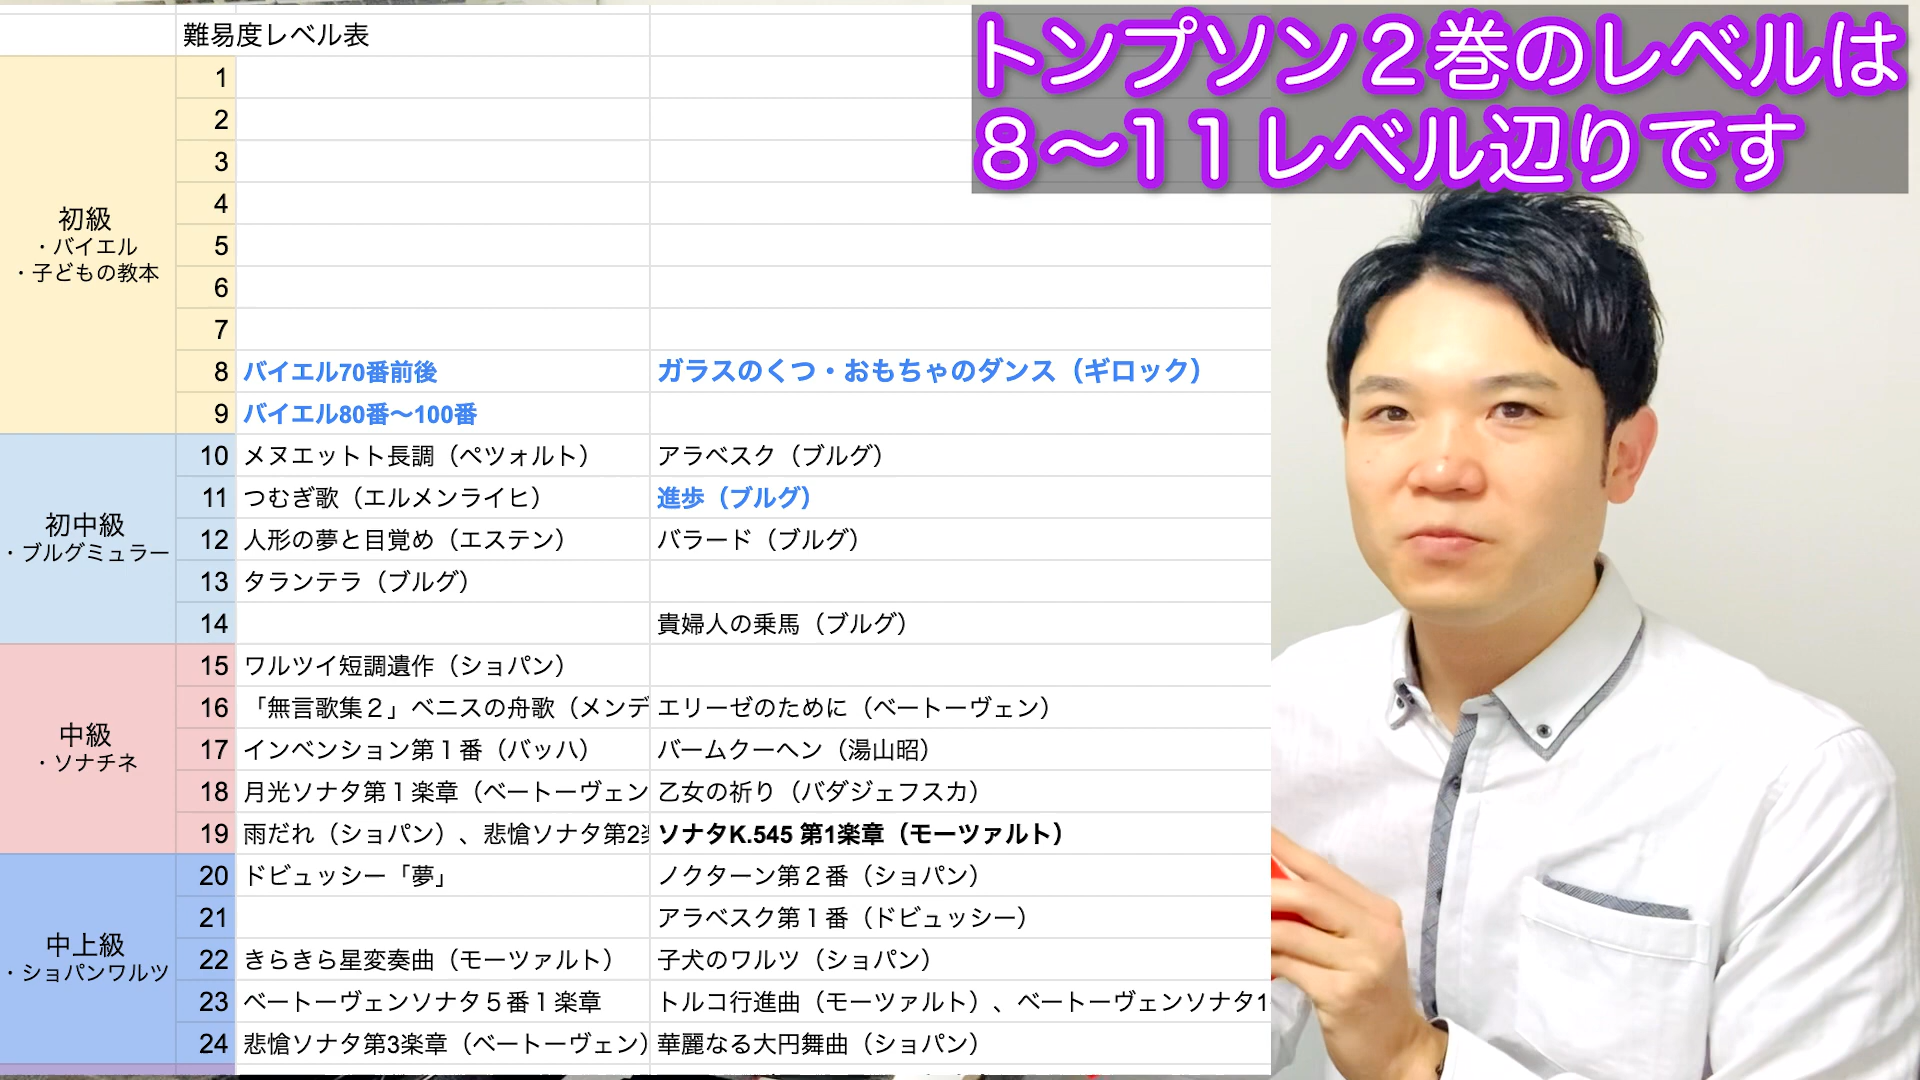 難易度レベル表
トンプソン２巻のレベルは
８〜１１レベル辺りです
初級
・バイエル
・子どもの教本
1
2
3
4
5
6
7
8 バイエル70番前後 ガラスのくつ・おもちゃのダンス（ギロック）
9 バイエル80番〜100番
初中級
・ブルグミュラー
10 メヌエットト長調（ペツォルト） アラベスク（ブルグ）
11 つむぎ歌（エルメンライヒ） 進歩（ブルグ）
12 人形の夢と目覚め（エステン） バラード（ブルグ）
13 タランテラ（ブルグ）
14 貴婦人の乗馬（ブルグ）
中級
・ソナチネ
15 ワルツイ短調遺作（ショパン）
16 「無言歌集２」ベニスの舟歌（メンデ エリーゼのために（ベートーヴェン）
17 インベンション第１番（バッハ） バームクーヘン（湯山昭）
18 月光ソナタ第１楽章（ベートーヴェン 乙女の祈り（バダジェフスカ）
19 雨だれ（ショパン）、悲愴ソナタ第2 ソナタK.545 第1楽章（モーツァルト）
中上級
・ショパンワルツ
20 ドビュッシー「夢」 ノクターン第２番（ショパン）
21 アラベスク第１番（ドビュッシー）
22 きらきら星変奏曲（モーツァルト） 子犬のワルツ（ショパン）
23 ベートーヴェンソナタ５番１楽章 トルコ行進曲（モーツァルト）、ベートーヴェンソナタ1
24 悲愴ソナタ第3楽章（ベートーヴェン） 華麗なる大円舞曲（ショパン）